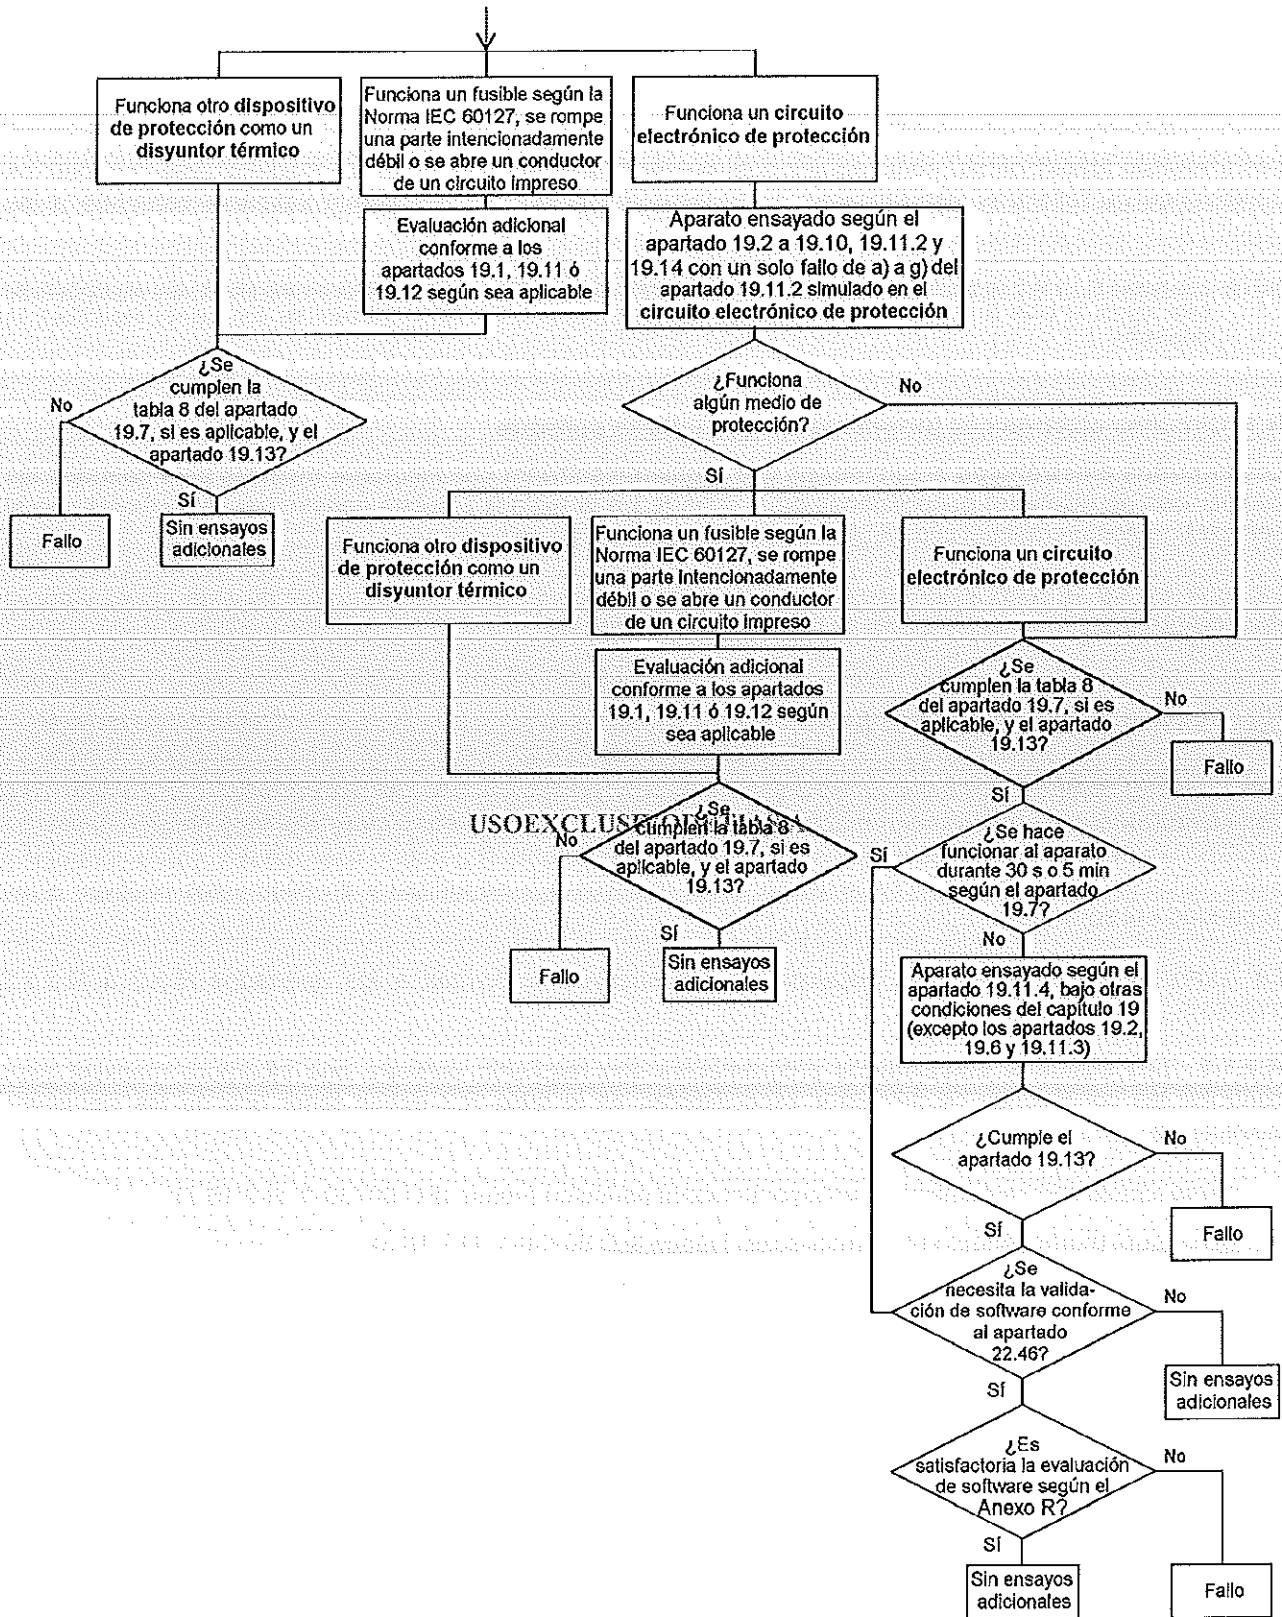 Funciona otro dispositivo
de protección como un
disyuntor térmico
Funciona un fusible según la
Norma IEC 60127, se rompe
una parte intencionadamente
débil o se abre un conductor
de un circuito impreso
Funciona un circuito
electrónico de protección
Evaluación adicional
conforme a los
apartados 19.1, 19.11 ó
19.12 según sea aplicable
Aparato ensayado según el
apartado 19.2 a 19.10, 19.11.2 y
19.14 con un solo fallo de a) a g) del
apartado 19.11.2 simulado en el
circuito electrónico de protección
¿Se
cumplen la
tabla 8 del apartado
19.7, si es aplicable, y el
apartado 19.13?
No
Sí
Fallo
Sin ensayos
adicionales
¿Funciona
algún medio de
protección?
No
Sí
Funciona otro dispositivo
de protección como un
disyuntor térmico
Funciona un fusible según la
Norma IEC 60127, se rompe
una parte intencionadamente
débil o se abre un conductor
de un circuito impreso
Funciona un circuito
electrónico de protección
Evaluación adicional
conforme a los apartados
19.1, 19.11 ó 19.12 según
sea aplicable
¿Se
cumplen la tabla 8
del apartado 19.7, si es
aplicable, y el apartado
19.13?
No
Fallo
Sí
¿Se
cumplen la tabla 8
del apartado 19.7, si es
aplicable, y el apartado
19.13?
No
Sí
Fallo
Sin ensayos
adicionales
¿Se hace
funcionar al aparato
durante 30 s o 5 min
según el apartado
19.7?
Sí
No
Aparato ensayado según el
apartado 19.11.4, bajo otras
condiciones del capítulo 19
(excepto los apartados 19.2,
19.6 y 19.11.3)
¿Cumple el
apartado 19.13?
No
Sí
Fallo
¿Se
necesita la valida-
ción de software conforme
al apartado
22.46?
No
Sí
Sin ensayos
adicionales
¿Es
satisfactoria la evaluación
de software según el
Anexo R?
No
Sí
Sin ensayos
adicionales
Fallo